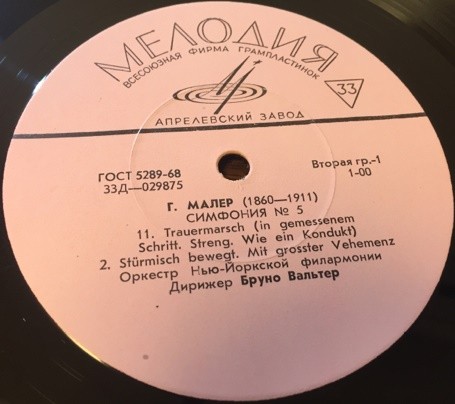 МЕЛОДИЯ
ВСЕСОЮЗНАЯ ФИРМА ГРАМПЛАСТИНОК
33
АПРЕЛЕВСКИЙ ЗАВОД
ГОСТ 5289-68
33Д—029875
Вторая гр.-1
1-00
Г. МАЛЕР (1860—1911)
СИМФОНИЯ № 5
11. Trauermarsch (in gemessenem
Schritt. Streng. Wie ein Kondukt)
2. Stürmisch bewegt. Mit grosster Vehemenz
Оркестр Нью-Йоркской филармонии
Дирижер Бруно Вальтер